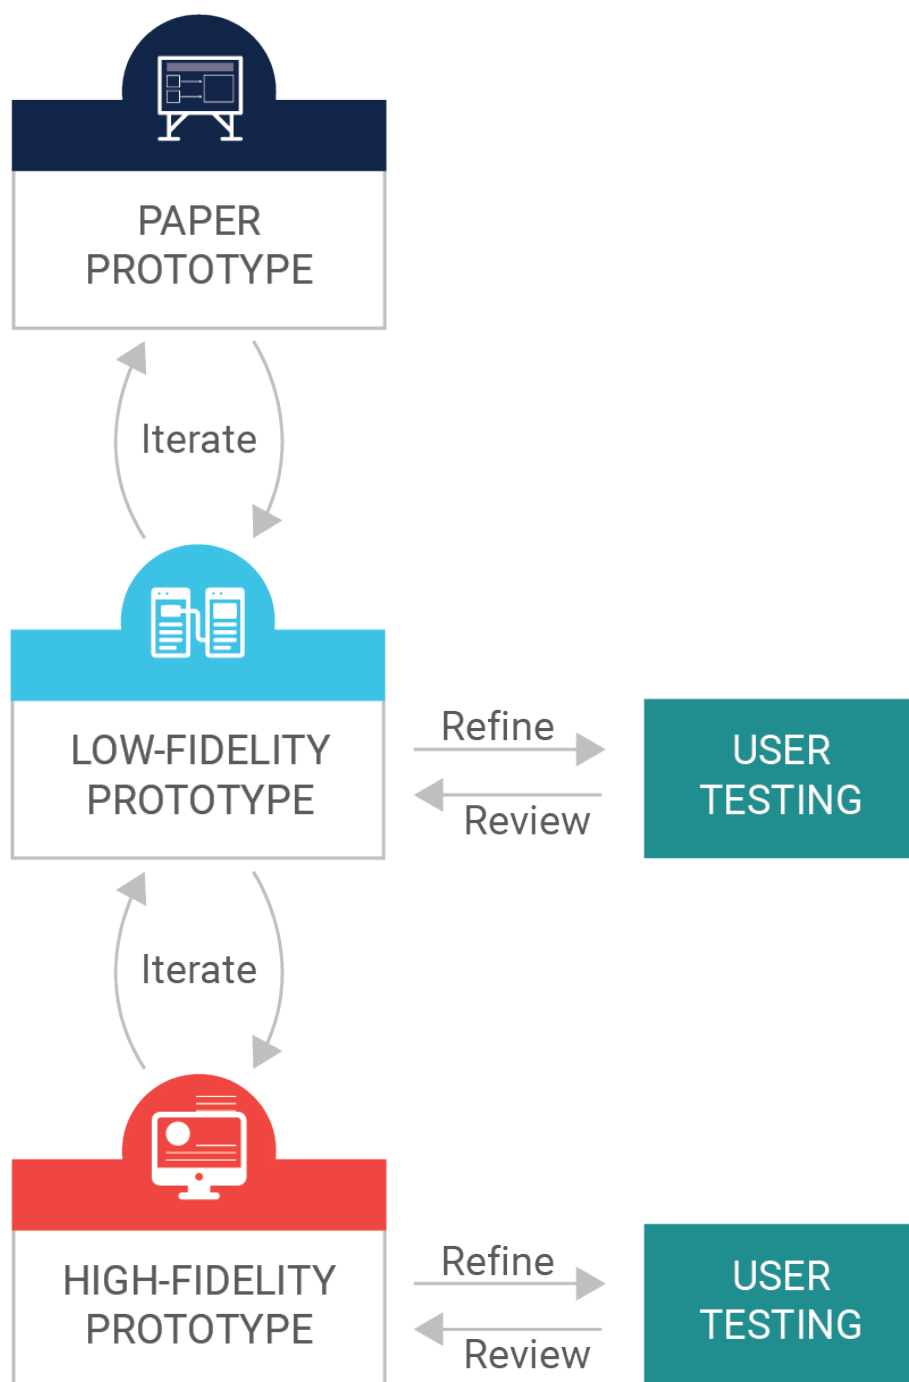 PAPER
PROTOTYPE
Iterate
LOW-FIDELITY
PROTOTYPE
Refine
Review
USER
TESTING
Iterate
HIGH-FIDELITY
PROTOTYPE
Refine
Review
USER
TESTING